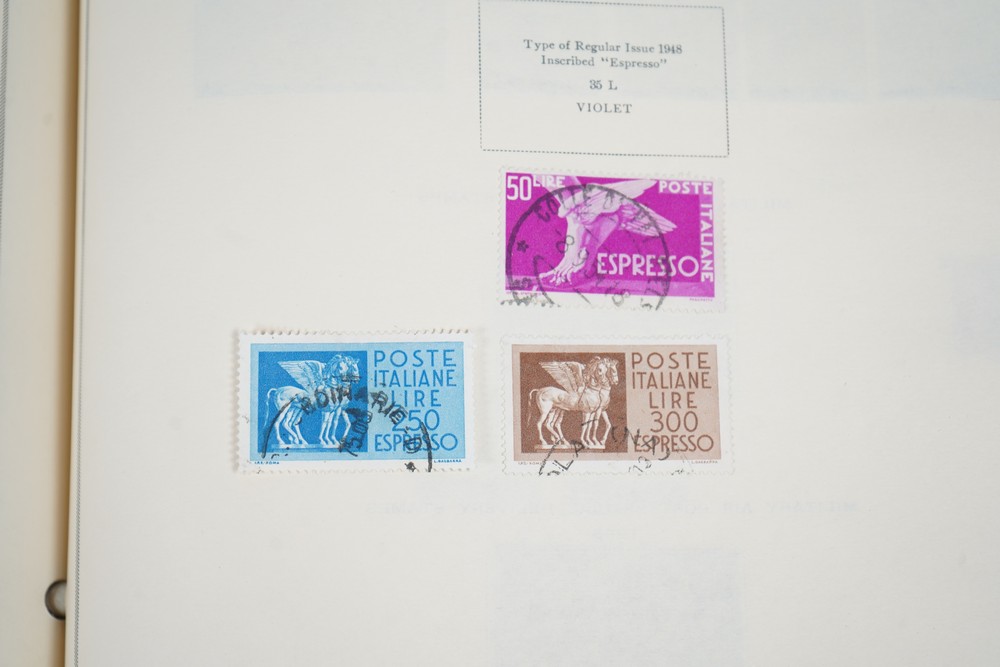 Type of Regular Issue 1948
Inscribed "Espresso"
35 L
VIOLET
50 LIRE
POSTE ITALIANE
ESPRESSO
POSTE
ITALIANE
LIRE
250
ESPRESSO
POSTE
ITALIANE
LIRE
300
ESPRESSO